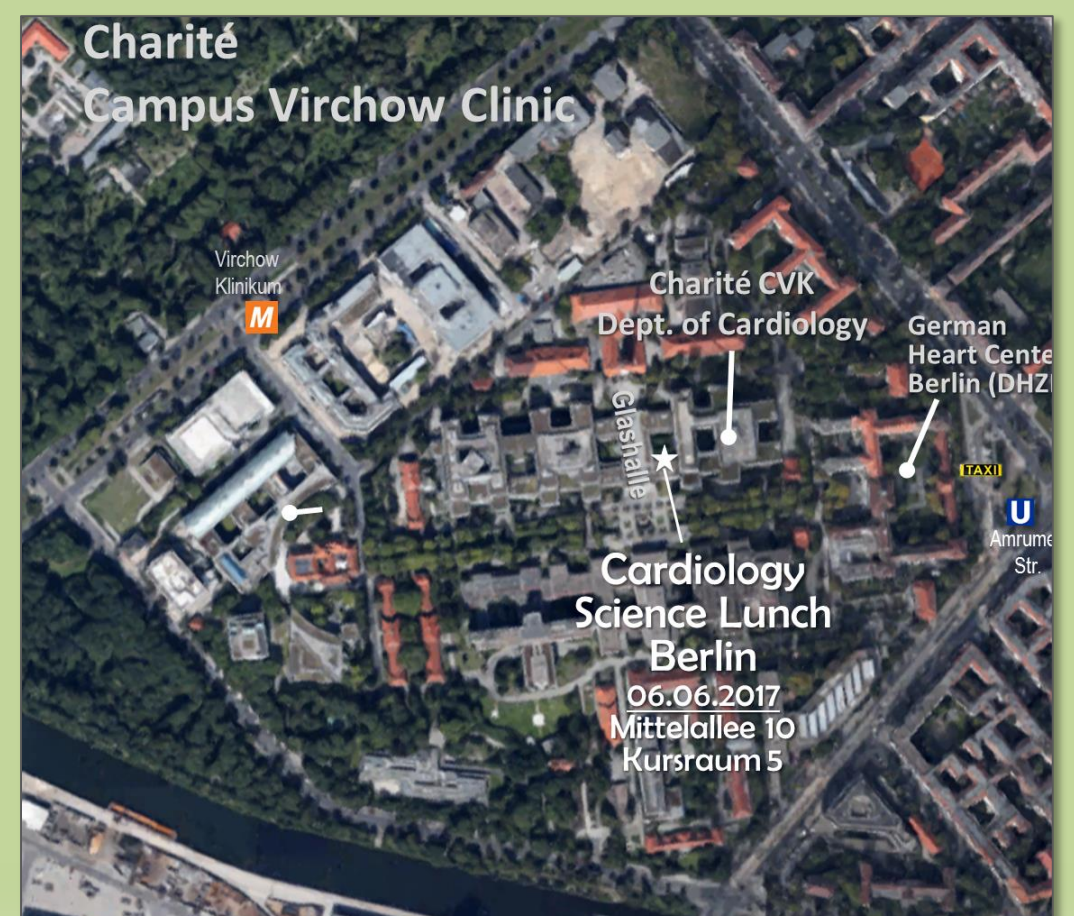 Charité
Campus Virchow Clinic
Virchow
Klinikum
M
Charité CVK
Dept. of Cardiology
German
Heart Cente
Berlin (DHZ
Glashalle
TAXI
U
Amrume
Str.
Cardiology
Science Lunch
Berlin
06.06.2017
Mittelallee 10
Kursraum 5